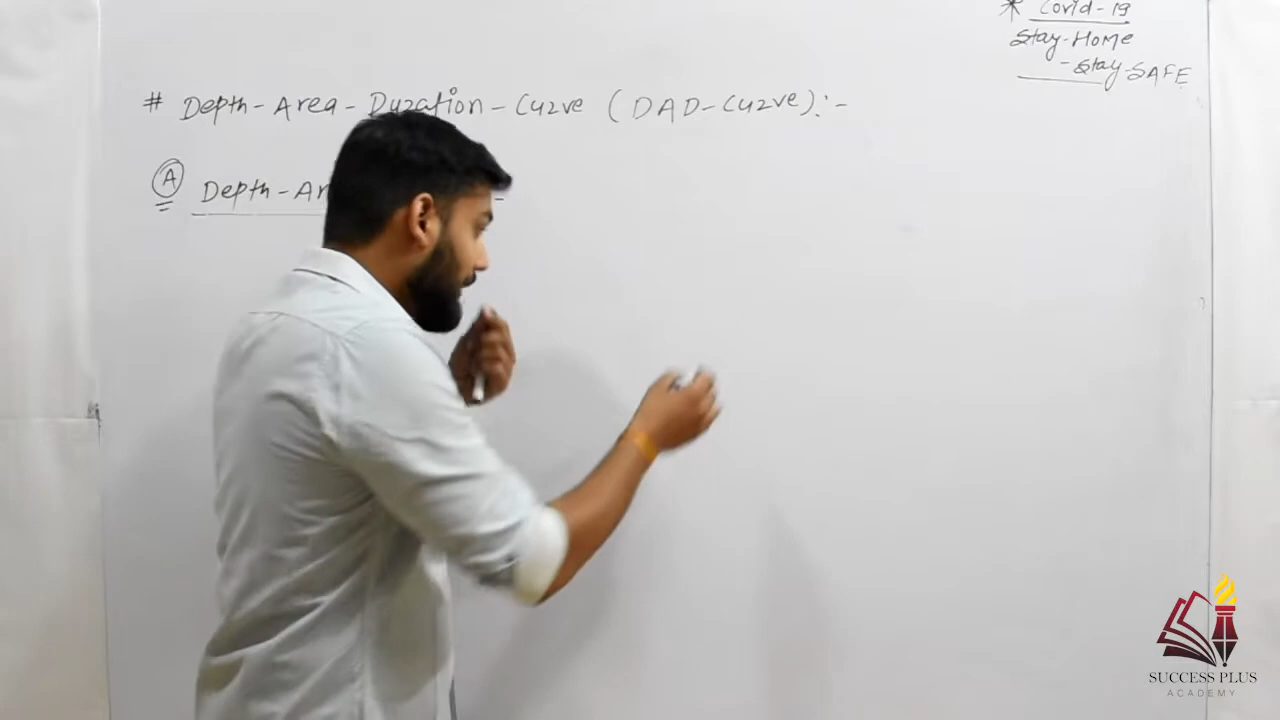 * Covid-19
Stay-Home
-Stay-SAFE
# Depth-Area-Duration-Curve (DAD-Curve):-
A Depth-Ar
SUCCESS PLUS
ACADEMY